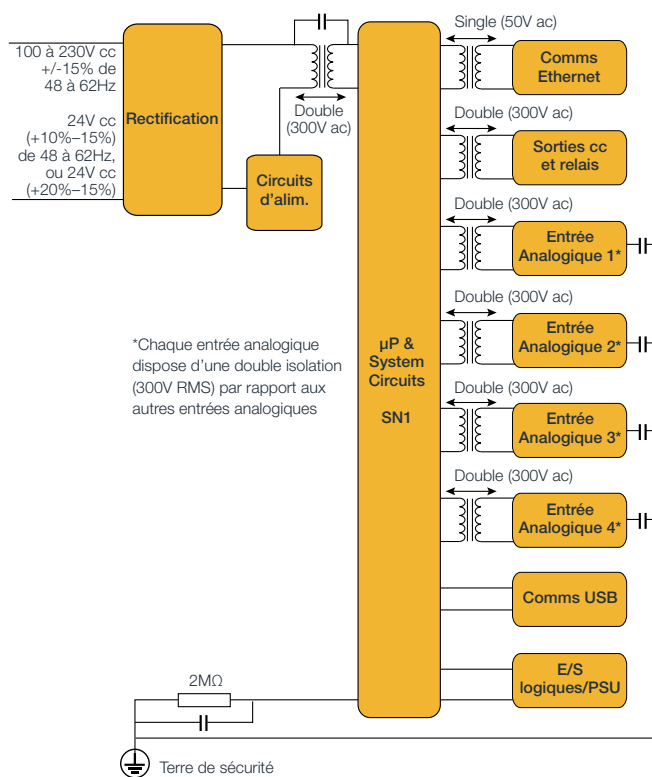 100 à 230V cc
+/-15% de
48 à 62Hz
24V cc
(+10%–15%)
de 48 à 62Hz,
ou 24V cc
(+20%–15%)
Rectification
Double
(300V ac)
Circuits
d'alim.
*Chaque entrée analogique
dispose d'une double isolation
(300V RMS) par rapport aux
autres entrées analogiques
µP &
System
Circuits
SN1
Single (50V ac)
Comms
Ethernet
Double (300V ac)
Sorties cc
et relais
Double (300V ac)
Entrée
Analogique 1*
Double (300V ac)
Entrée
Analogique 2*
Double (300V ac)
Entrée
Analogique 3*
Double (300V ac)
Entrée
Analogique 4*
Comms USB
E/S
logiques/PSU
2MΩ
Terre de sécurité